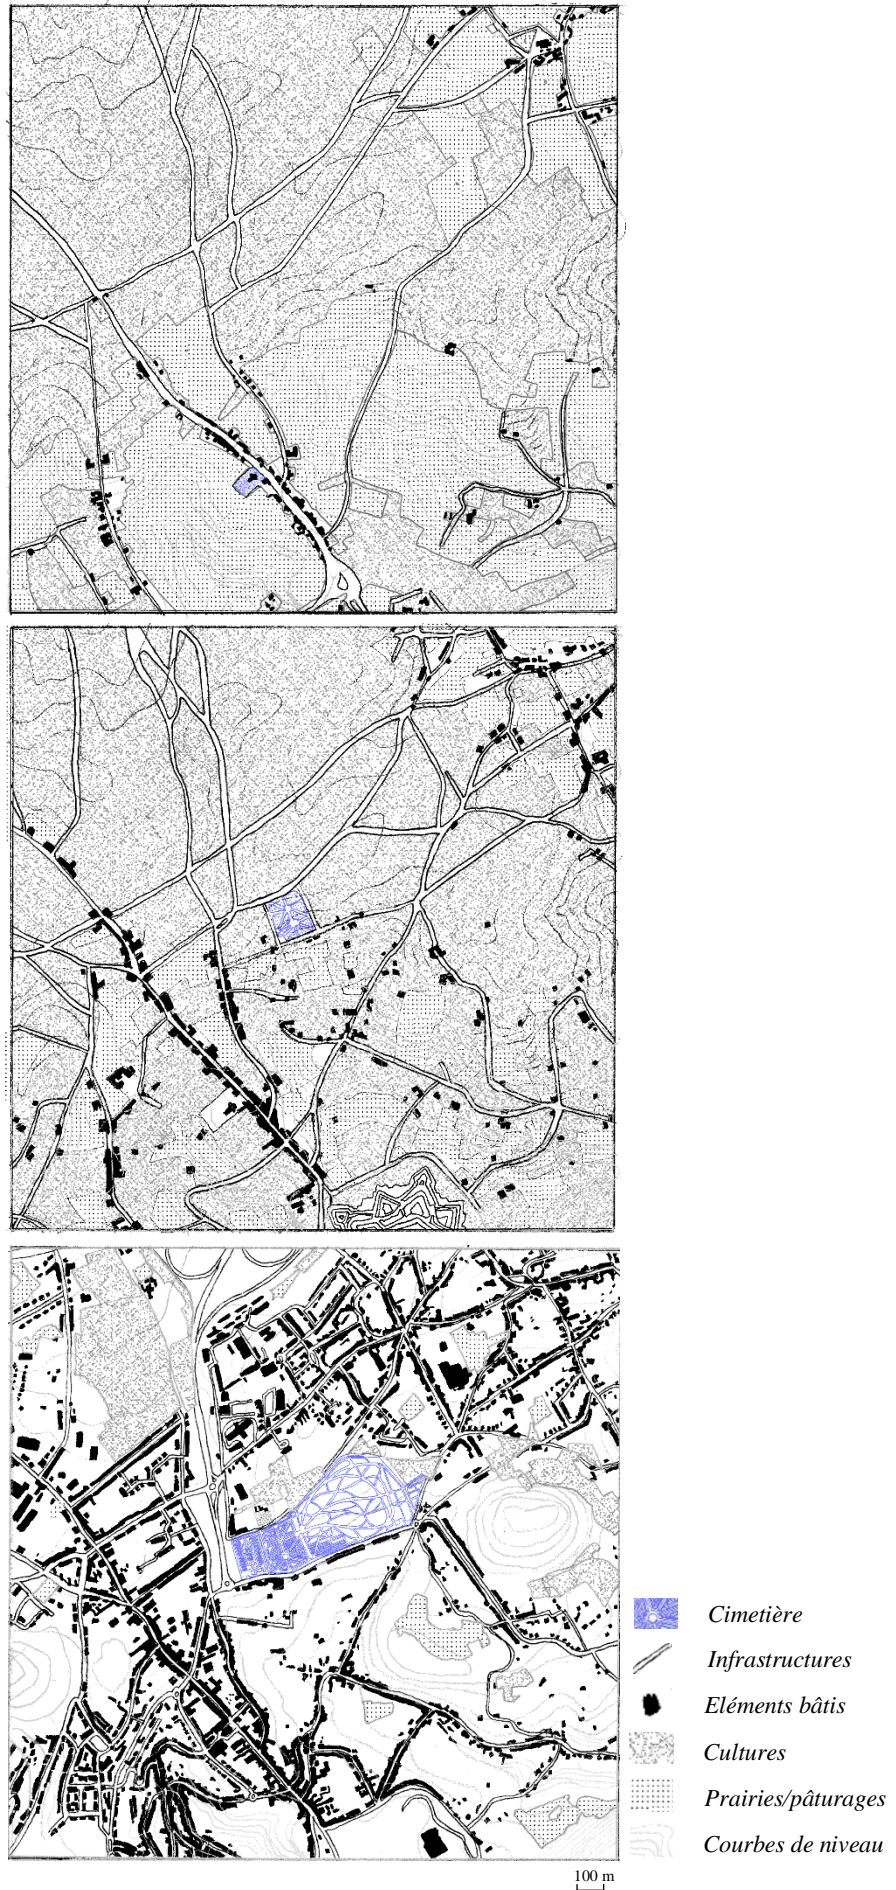 Cimetière
Infrastructures
Eléments bâtis
Cultures
Prairies/pâturages
Courbes de niveau
100 m